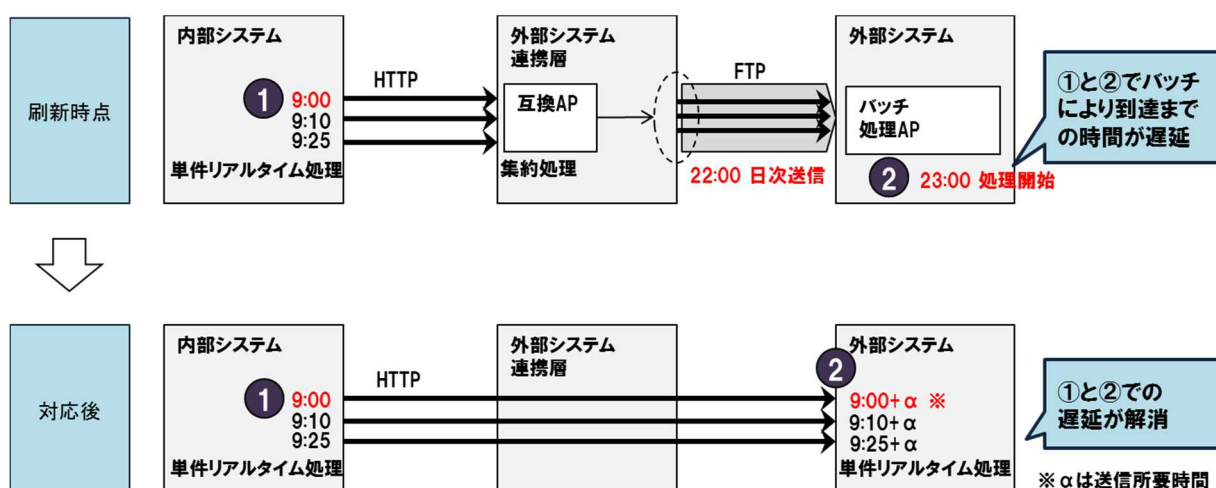 刷新時点
内部システム
1
9:00
9:10
9:25
単件リアルタイム処理
HTTP
外部システム
連携層
互換AP
集約処理
FTP
22:00 日次送信
外部システム
バッチ
処理AP
2
23:00 処理開始
①と②でバッチ
により到達まで
の時間が遅延
対応後
内部システム
1
9:00
9:10
9:25
単件リアルタイム処理
HTTP
外部システム
連携層
2
外部システム
9:00+α ※
9:10+α
9:25+α
単件リアルタイム処理
①と②での
遅延が解消
※αは送信所要時間